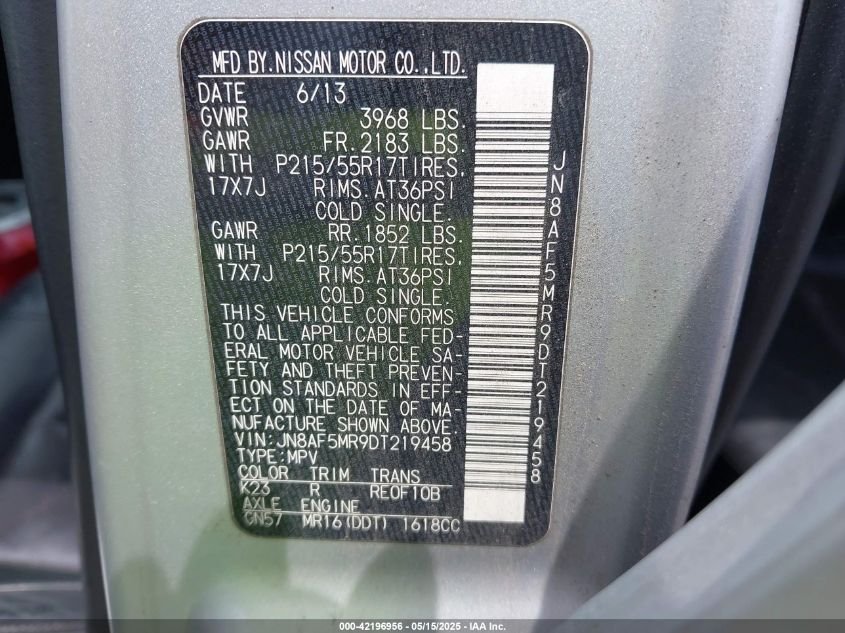 MFD BY.NISSAN MOTOR CO.,LTD.
DATE 6/13
GVWR 3968 LBS.
GAWR FR.2183 LBS.
WITH P215/55R17TIRES,
17X7J RIMS.AT36PSI
COLD SINGLE.
GAWR RR.1852 LBS.
WITH P215/55R17TIRES,
17X7J RIMS.AT36PSI
COLD SINGLE.
THIS VEHICLE CONFORMS
TO ALL APPLICABLE FED-
ERAL MOTOR VEHICLE SA-
FETY AND THEFT PREVEN-
TION STANDARDS IN EFF-
ECT ON THE DATE OF MA-
NUFACTURE SHOWN ABOVE.
VIN:JN8AF5MR9DT219458
TYPE:MPV
COLOR TRIM TRANS
K23 R REOF10B
AXLE ENGINE
GN57 MR16(DDT) 1618CC
JN8AF5MR9DT219458
000-42196956 - 05/15/2025 - IAA Inc.